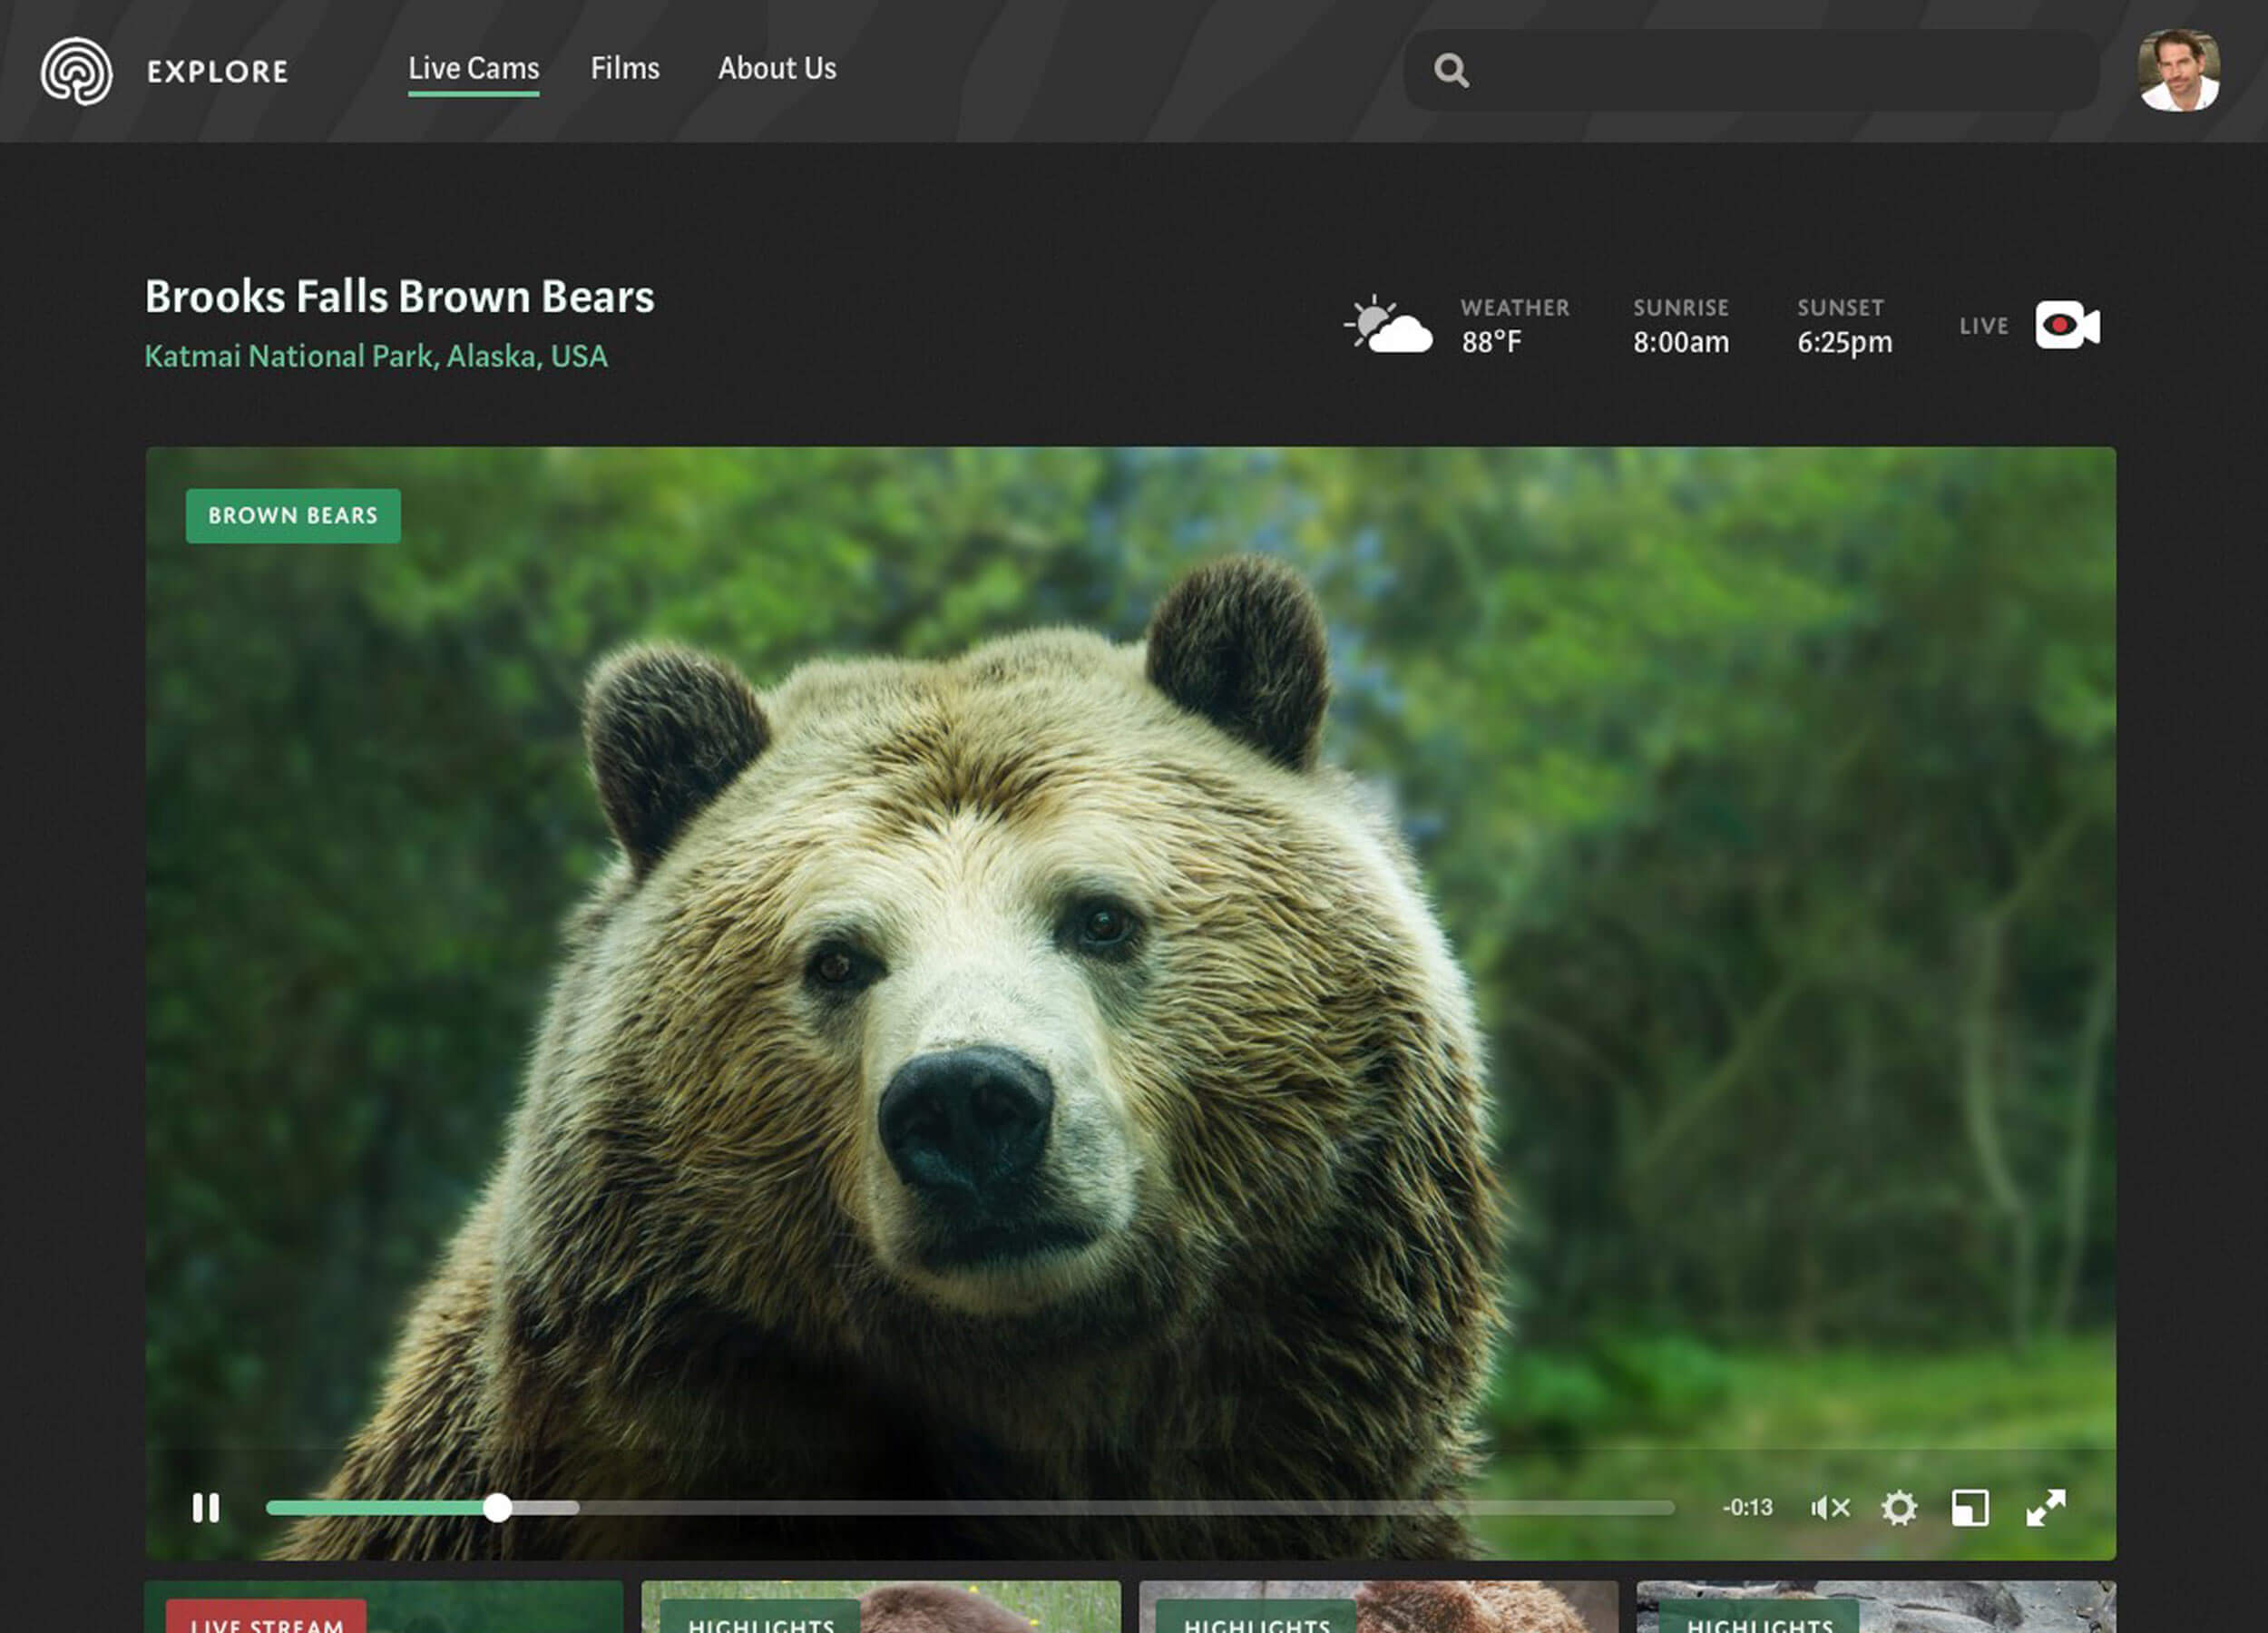 EXPLORE
Live Cams
Films
About Us
Brooks Falls Brown Bears
Katmai National Park, Alaska, USA
WEATHER
88°F
SUNRISE
8:00am
SUNSET
6:25pm
LIVE
BROWN BEARS
-0:13
LIVE STREAM
HIGHLIGHTS
HIGHLIGHTS
HIGHLIGHTS